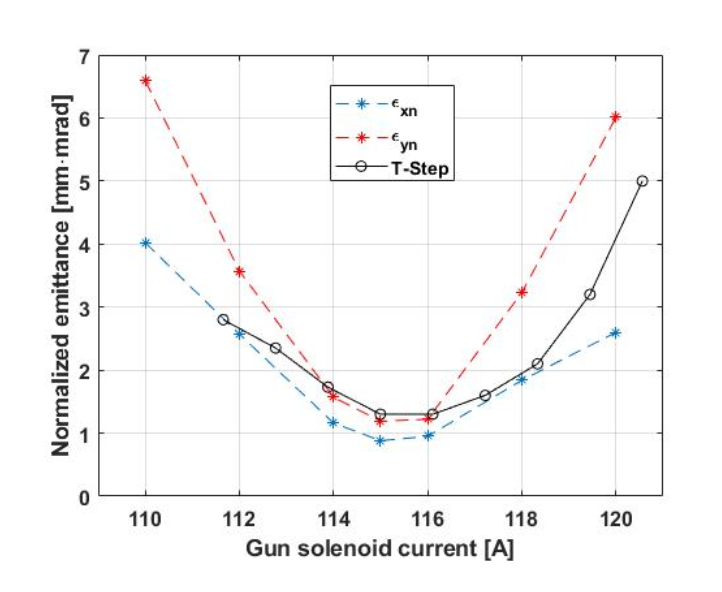 7
6
5
4
3
2
1
0
Normalized emittance [mm·mrad]
ϵxn
ϵyn
T-Step
110 112 114 116 118 120
Gun solenoid current [A]